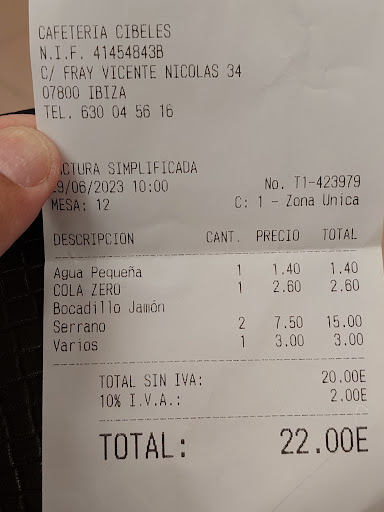 CAFETERIA CIBELES
N.I.F. 41454843B
C/ FRAY VICENTE NICOLAS 34
07800 IBIZA
TEL. 630 04 56 16
CTURA SIMPLIFICADA
9/06/2023 10:00 No. T1-423979
MESA: 12 C: 1 - Zona Unica
DESCRIPCION CANT. PRECIO TOTAL
Agua Pequeña 1 1.40 1.40
COLA ZERO 1 2.60 2.60
Bocadillo Jamón
Serrano 2 7.50 15.00
Varios 1 3.00 3.00
TOTAL SIN IVA: 20.00E
10% I.V.A.: 2.00E
TOTAL: 22.00E